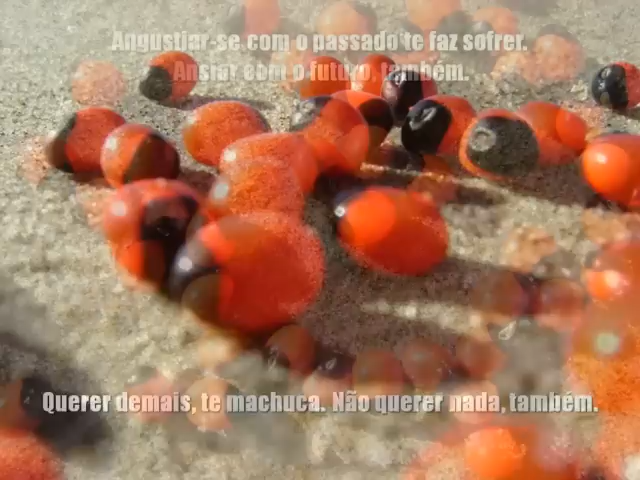 Angustiar-se com o passado te faz sofrer.
Ansiar com o futuro, também.
Querer demais, te machuca. Não querer nada, também.